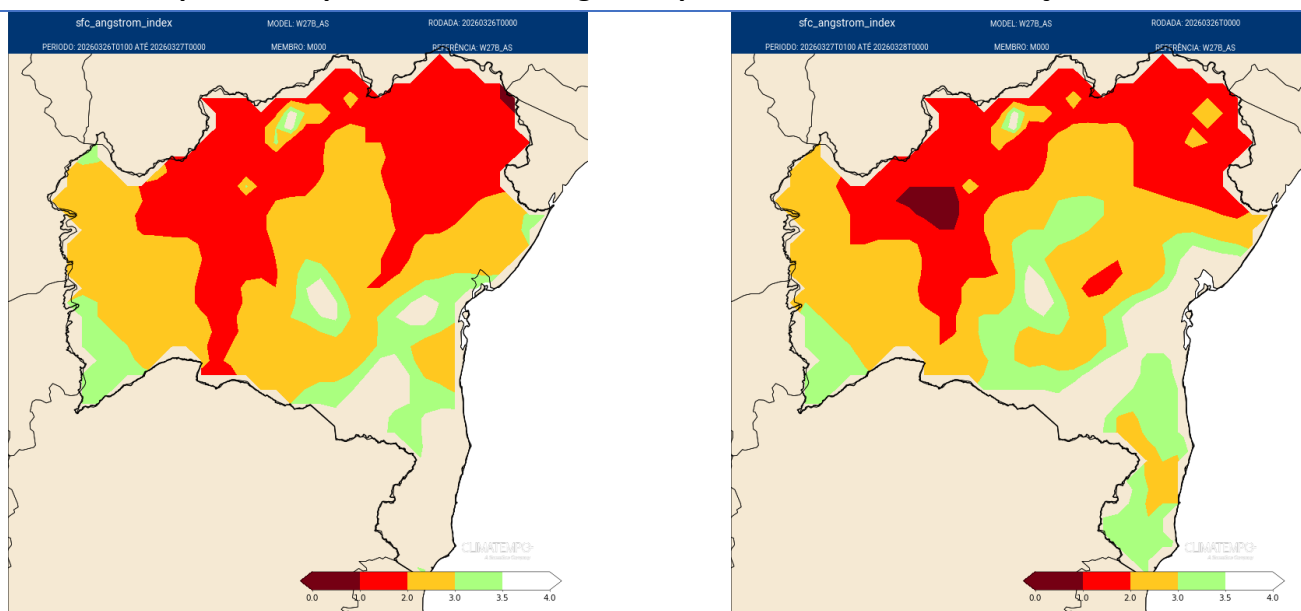 sfc_angstrom_index MODEL: W27B_AS RODADA: 20260326T0000
PERIODO: 20260326T0100 ATÉ 20260327T0000 MEMBRO: M000 REFERÊNCIA: W27B_AS
CLIMATEMPO
0.0 1.0 2.0 3.0 3.5 4.0
sfc_angstrom_index MODEL: W27B_AS RODADA: 20260326T0000
PERIODO: 20260327T0100 ATÉ 20260328T0000 MEMBRO: M000 REFERÊNCIA: W27B_AS
CLIMATEMPO
0.0 1.0 2.0 3.0 3.5 4.0